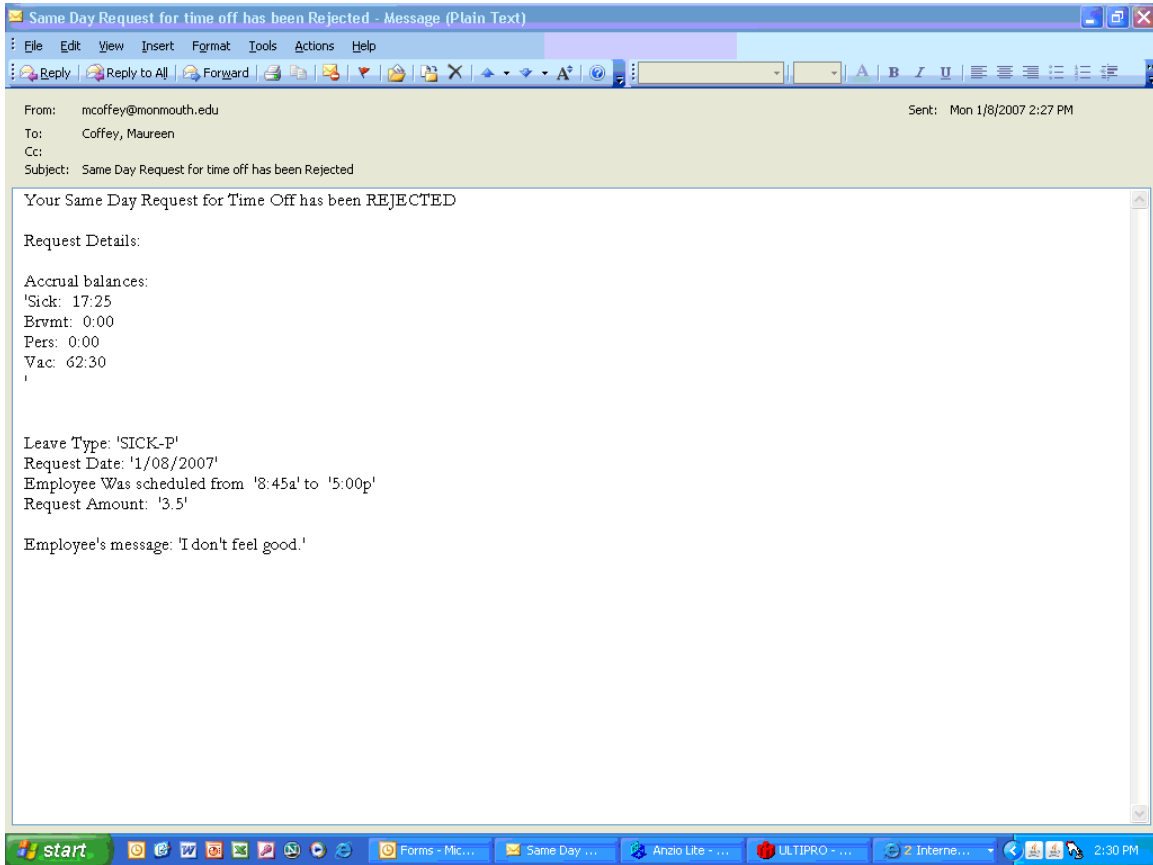 Same Day Request for time off has been Rejected - Message (Plain Text)
File Edit View Insert Format Tools Actions Help
Reply Reply to All Forward
A B I U
From: mcoffey@monmouth.edu Sent: Mon 1/8/2007 2:27 PM
To: Coffey, Maureen
Cc:
Subject: Same Day Request for time off has been Rejected
Your Same Day Request for Time Off has been REJECTED
Request Details:
Accrual balances:
'Sick: 17:25
Brvmt: 0:00
Pers: 0:00
Vac: 62:30
'
Leave Type: 'SICK-P'
Request Date: '1/08/2007'
Employee Was scheduled from '8:45a' to '5:00p'
Request Amount: '3.5'
Employee's message: 'I don't feel good.'
start Forms - Mic... Same Day ... Anzio Lite - ... ULTIPRO - ... 2 Interne... 2:30 PM